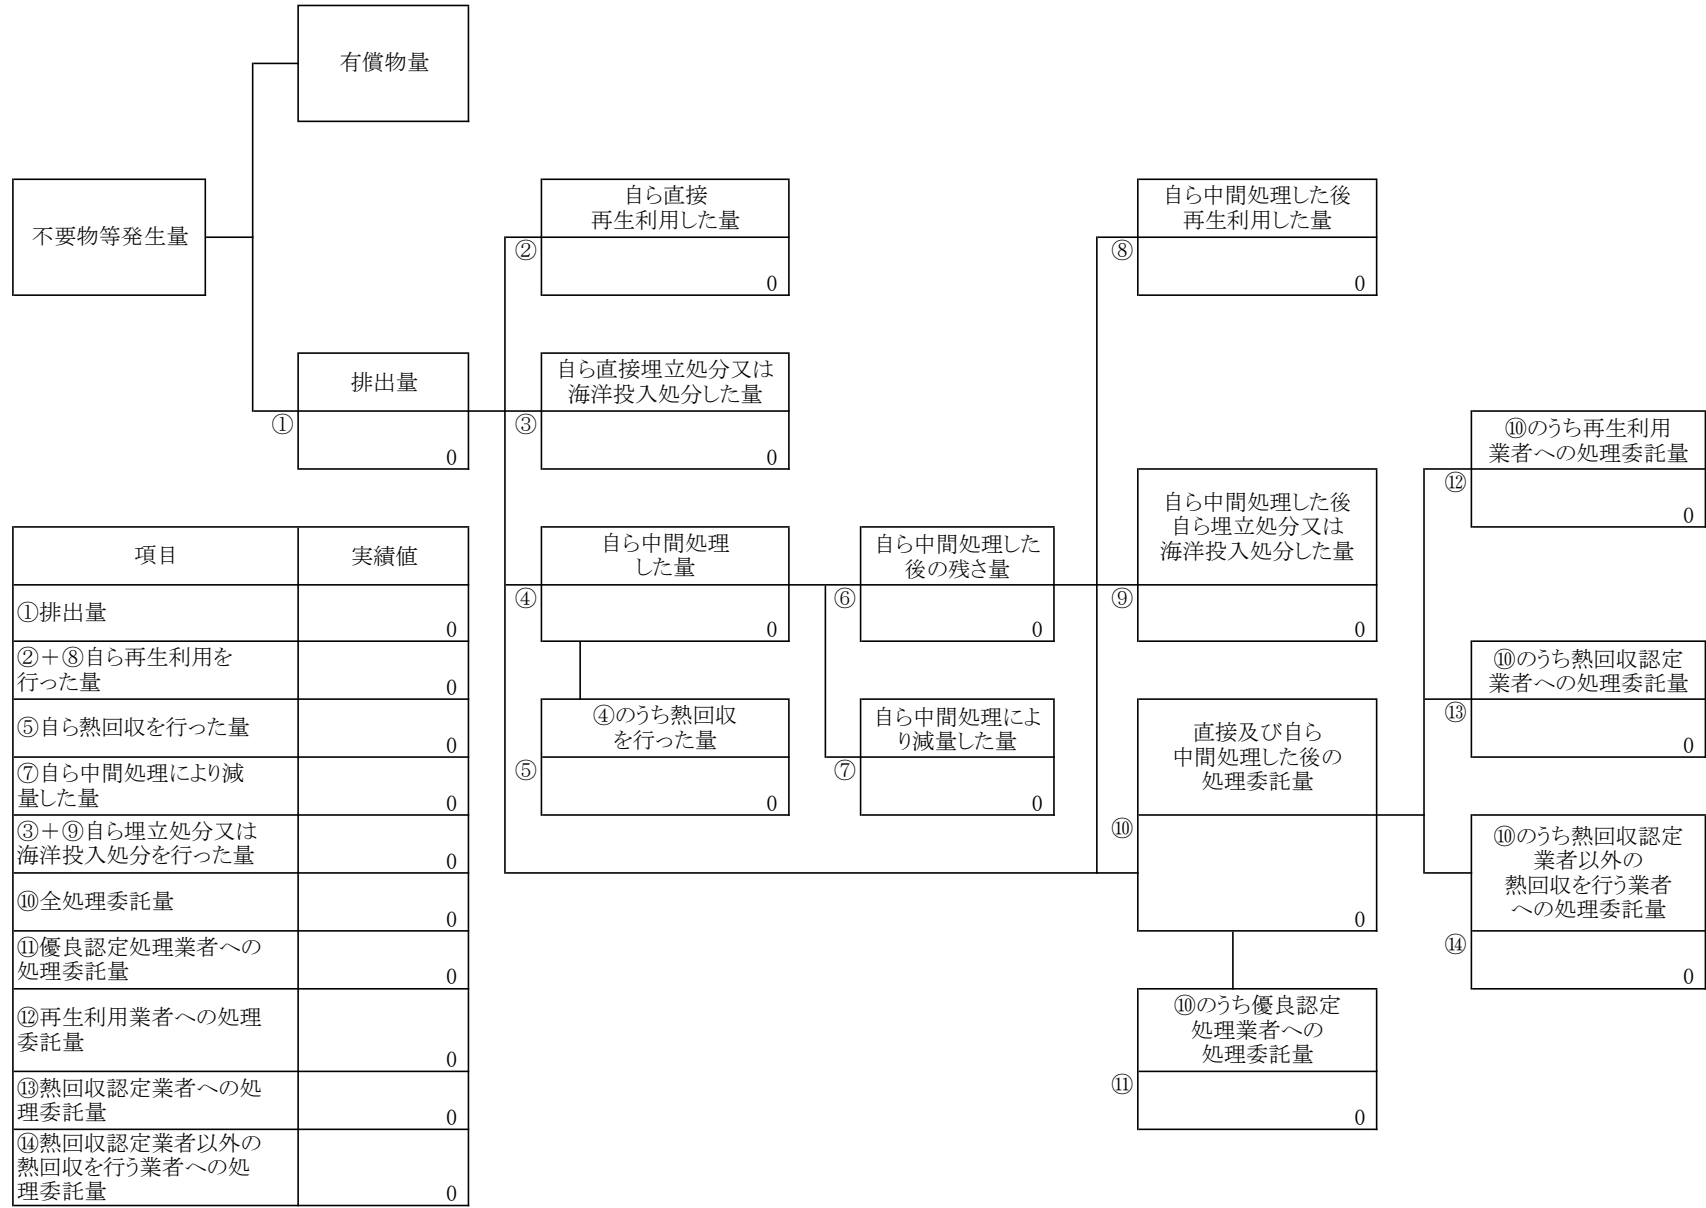 有償物量
不要物等発生量
自ら直接
再生利用した量
②
0
自ら中間処理した後
再生利用した量
⑧
0
排出量
①
0
自ら直接埋立処分又は
海洋投入処分した量
③
0
⑩のうち再生利用
業者への処理委託量
⑫
0
自ら中間処理した後
自ら埋立処分又は
海洋投入処分した量
⑨
0
自ら中間処理
した量
④
0
自ら中間処理した
後の残さ量
⑥
0
⑩のうち熱回収認定
業者への処理委託量
⑬
0
④のうち熱回収
を行った量
⑤
0
自ら中間処理によ
り減量した量
⑦
0
直接及び自ら
中間処理した後の
処理委託量
⑩
0
⑩のうち熱回収認定
業者以外の
熱回収を行う業者
への処理委託量
⑭
0
⑩のうち優良認定
処理業者への
処理委託量
⑪
0
項目 実績値
①排出量
0
②+⑧自ら再生利用を
行った量
0
⑤自ら熱回収を行った量
0
⑦自ら中間処理により減
量した量
0
③+⑨自ら埋立処分又は
海洋投入処分を行った量
0
⑩全処理委託量
0
⑪優良認定処理業者への
処理委託量
0
⑫再生利用業者への処理
委託量
0
⑬熱回収認定業者への処
理委託量
0
⑭熱回収認定業者以外の
熱回収を行う業者への処
理委託量
0